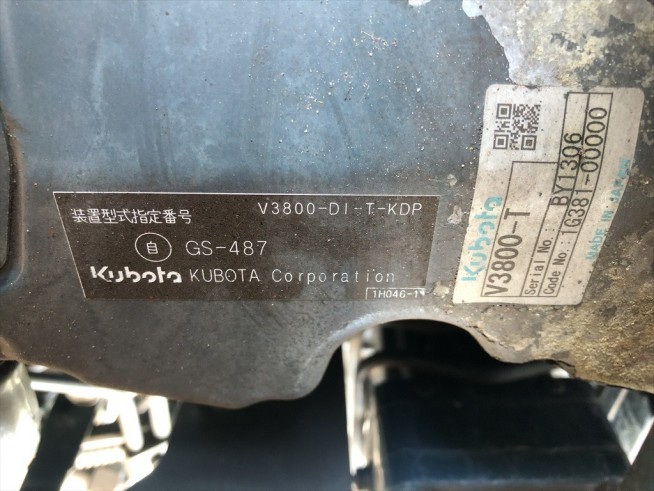 装置型式指定番号
V3800-DI-T-KDP
自 GS-487
Kubota KUBOTA Corporation
1H046-1
Kubota
V3800-T
Serial No.: BY1306
Code No.: 1G381-00000
MADE IN JAPAN